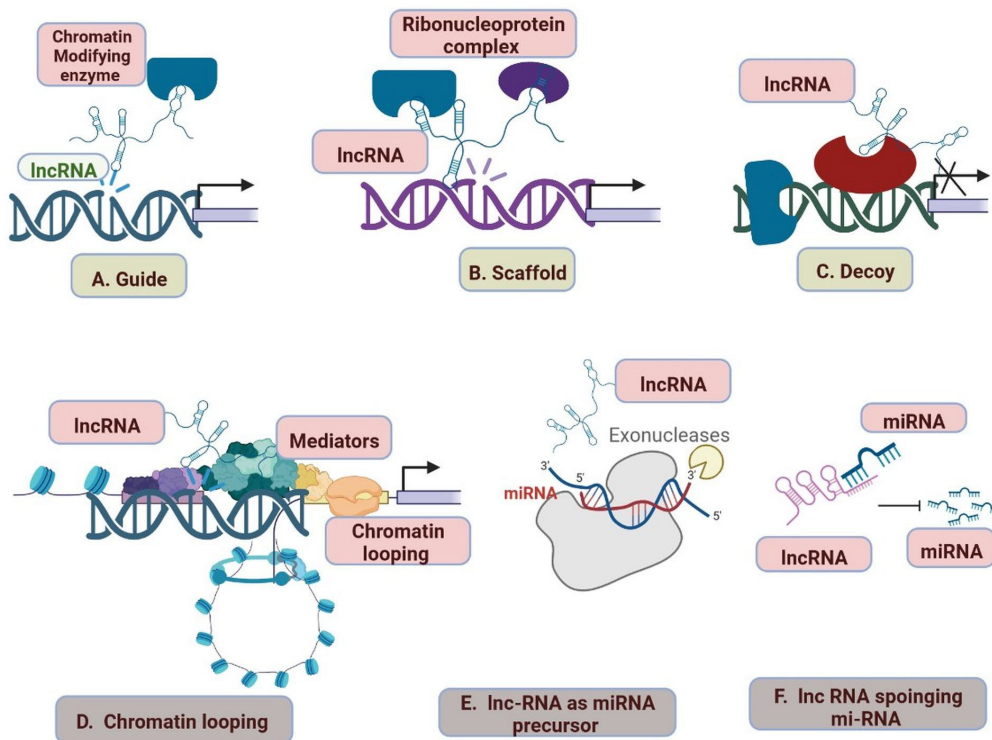 Chromatin
Modifying
enzyme
lncRNA
A. Guide
Ribonucleoprotein
complex
lncRNA
B. Scaffold
lncRNA
C. Decoy
lncRNA
Mediators
Chromatin
looping
D. Chromatin looping
lncRNA
Exonucleases
3'
5'
miRNA
3'
5'
E. lnc-RNA as miRNA
precursor
miRNA
lncRNA
miRNA
F. lnc RNA spoinging
mi-RNA